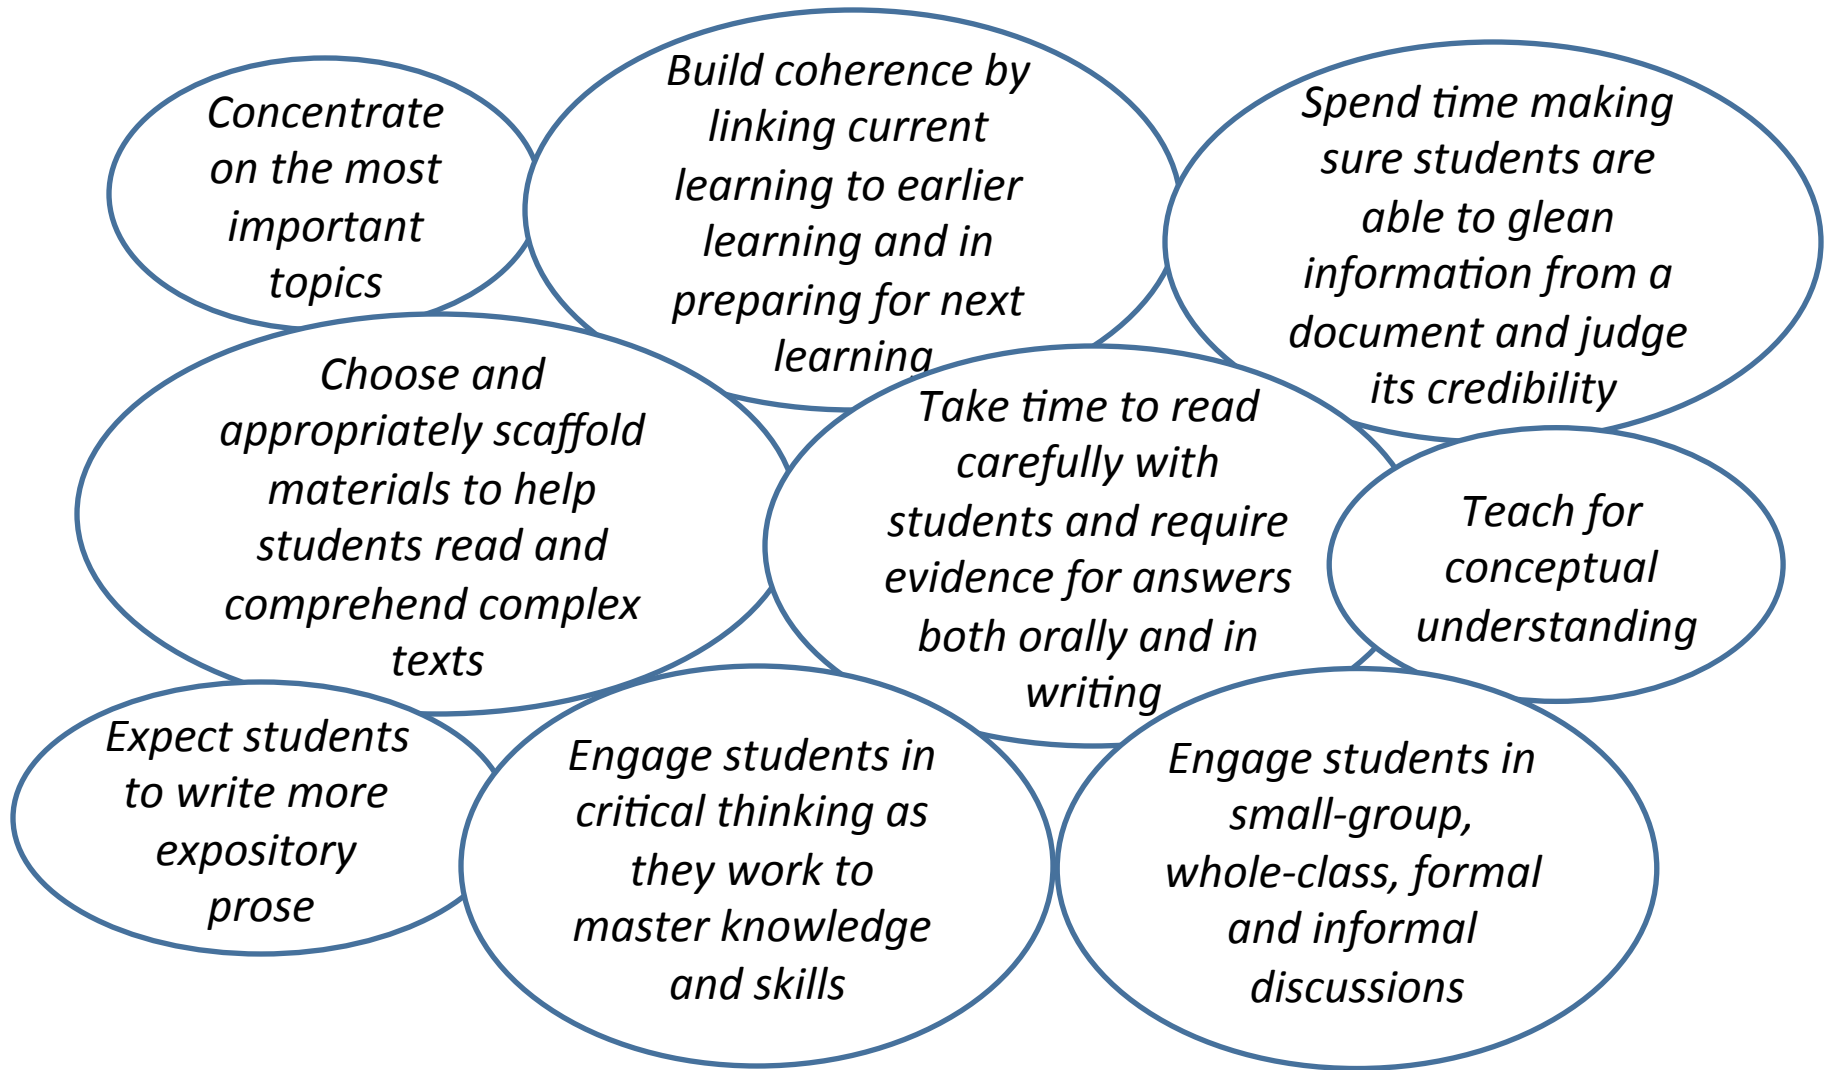 Concentrate
on the most
important
topics
Build coherence by
linking current
learning to earlier
learning and in
preparing for next
learning
Spend time making
sure students are
able to glean
information from a
document and judge
its credibility
Choose and
appropriately scaffold
materials to help
students read and
comprehend complex
texts
Take time to read
carefully with
students and require
evidence for answers
both orally and in
writing
Teach for
conceptual
understanding
Expect students
to write more
expository
prose
Engage students in
critical thinking as
they work to
master knowledge
and skills
Engage students in
small-group,
whole-class, formal
and informal
discussions